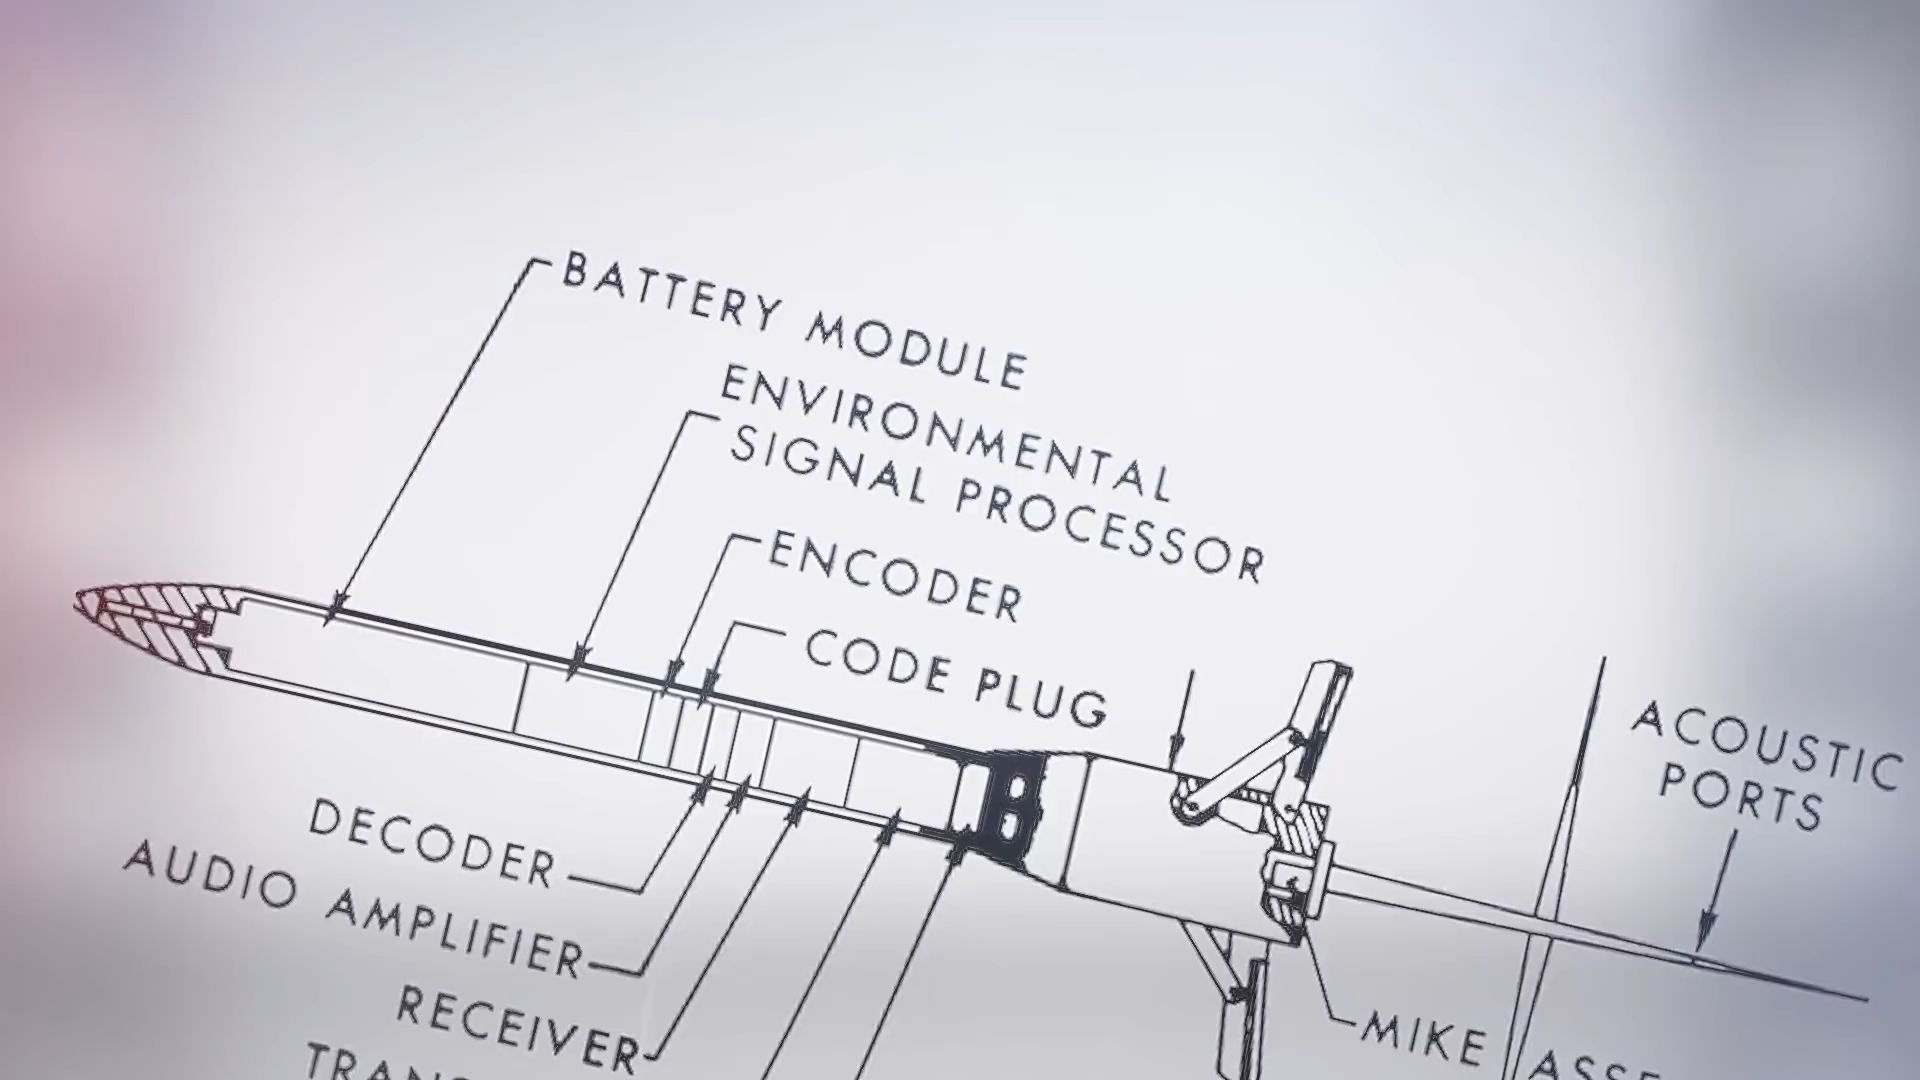 BATTERY MODULE
ENVIRONMENTAL
SIGNAL PROCESSOR
ENCODER
CODE PLUG
ACOUSTIC
PORTS
DECODER
AUDIO AMPLIFIER
RECEIVER
MIKE